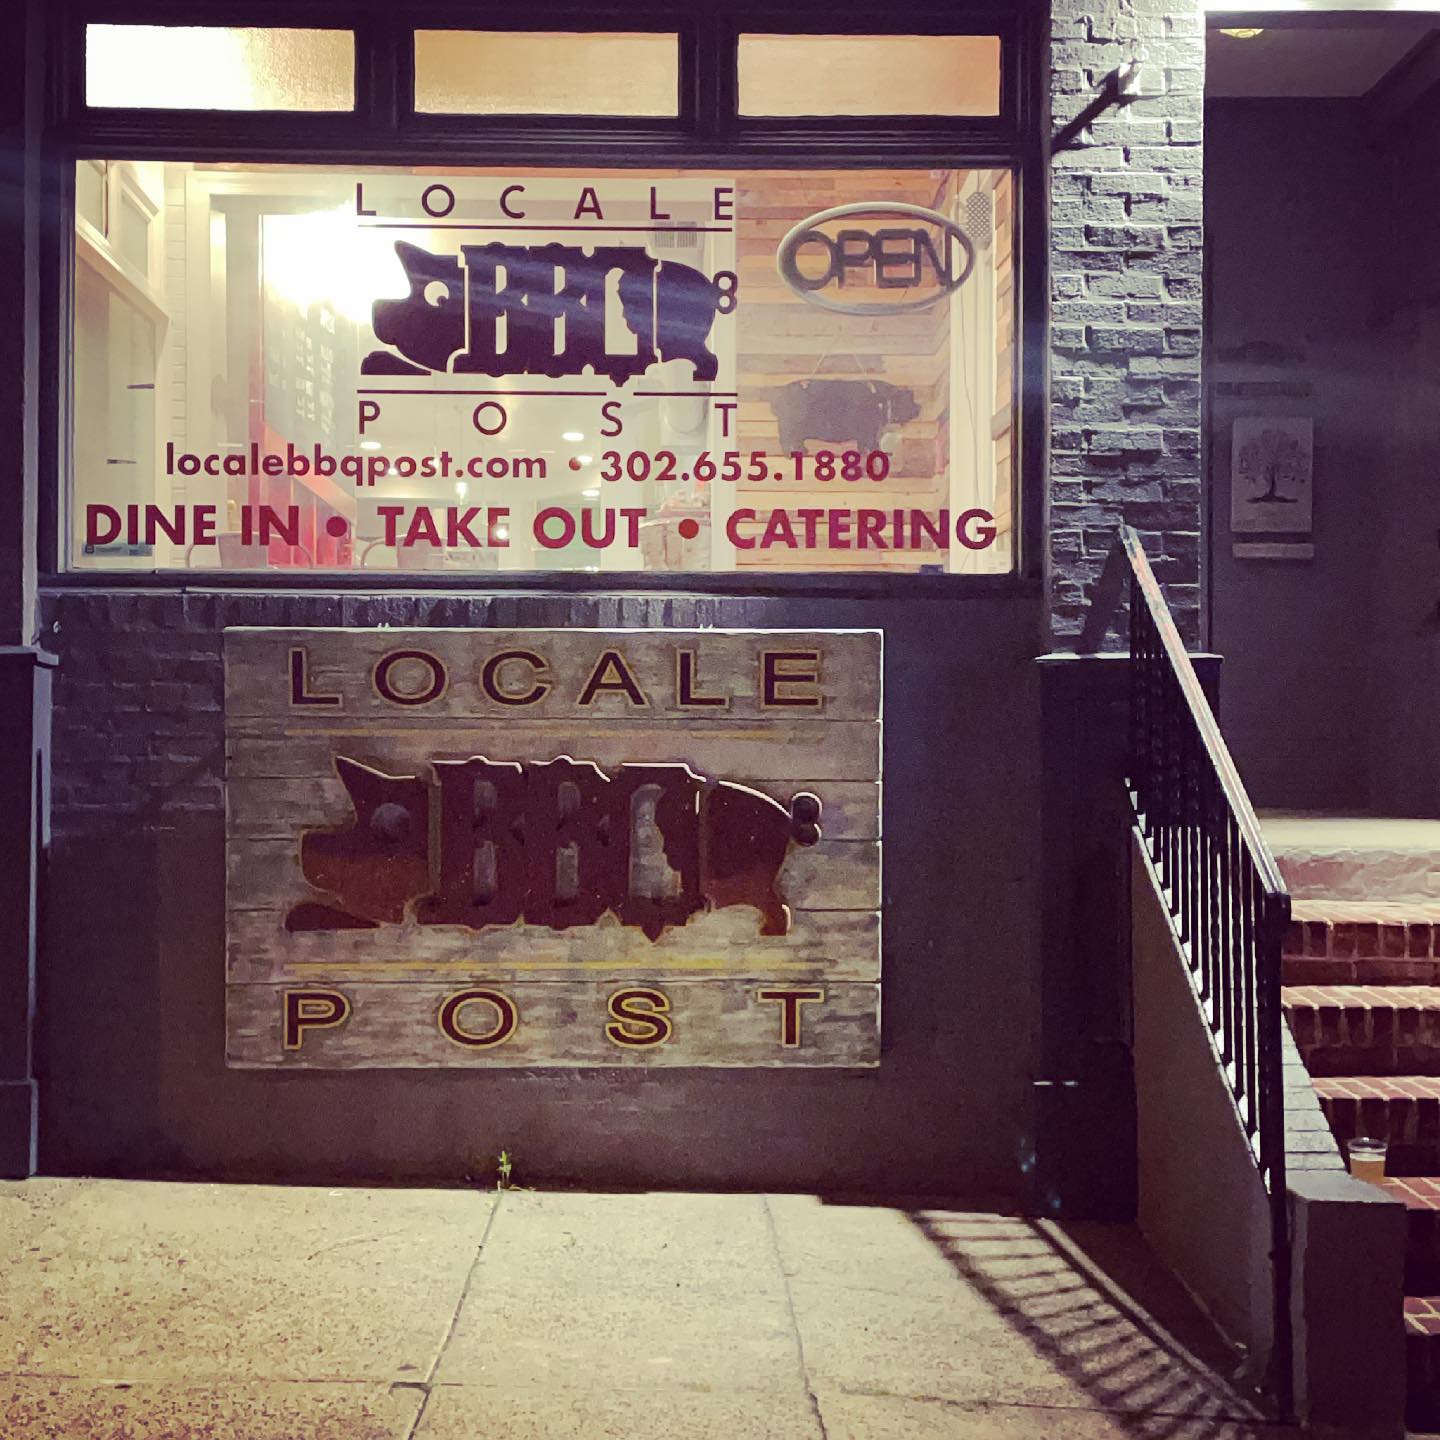 LOCALE
BBQ
POST
OPEN
localebbqpost.com • 302.655.1880
DINE IN • TAKE OUT • CATERING
LOCALE
BBQ
POST